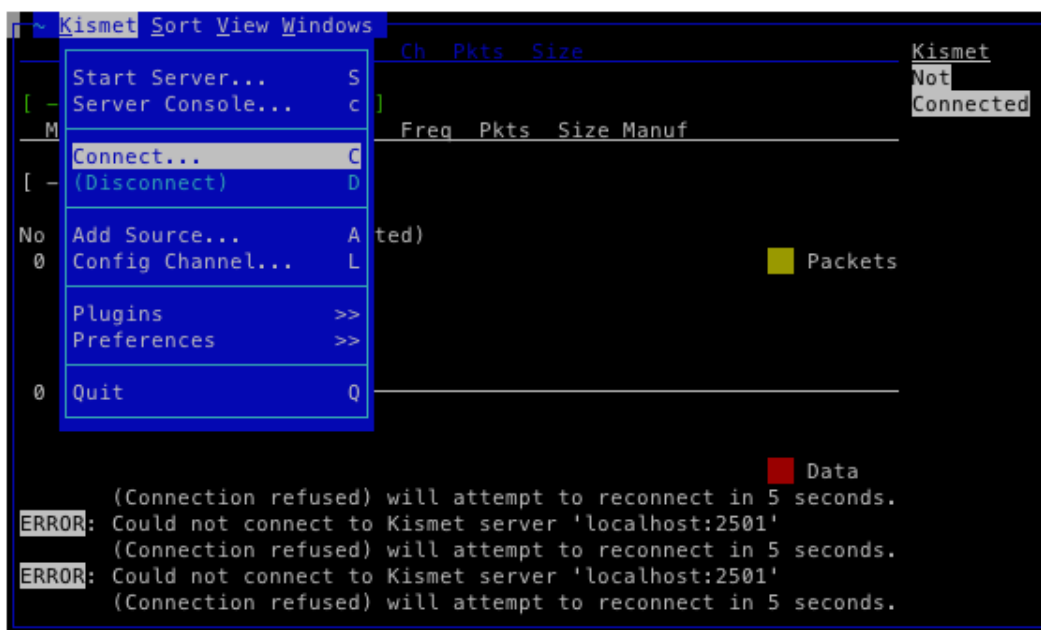 ~ Kismet Sort View Windows
Ch Pkts Size
Kismet
Not
Connected
Start Server... S
Server Console... c
[ — ]
M Freq Pkts Size Manuf
Connect... C
(Disconnect) D
[ —
Add Source... A
Config Channel... L
No ted)
0 Packets
Plugins >>
Preferences >>
0
Quit Q
Data
(Connection refused) will attempt to reconnect in 5 seconds.
ERROR: Could not connect to Kismet server 'localhost:2501'
(Connection refused) will attempt to reconnect in 5 seconds.
ERROR: Could not connect to Kismet server 'localhost:2501'
(Connection refused) will attempt to reconnect in 5 seconds.